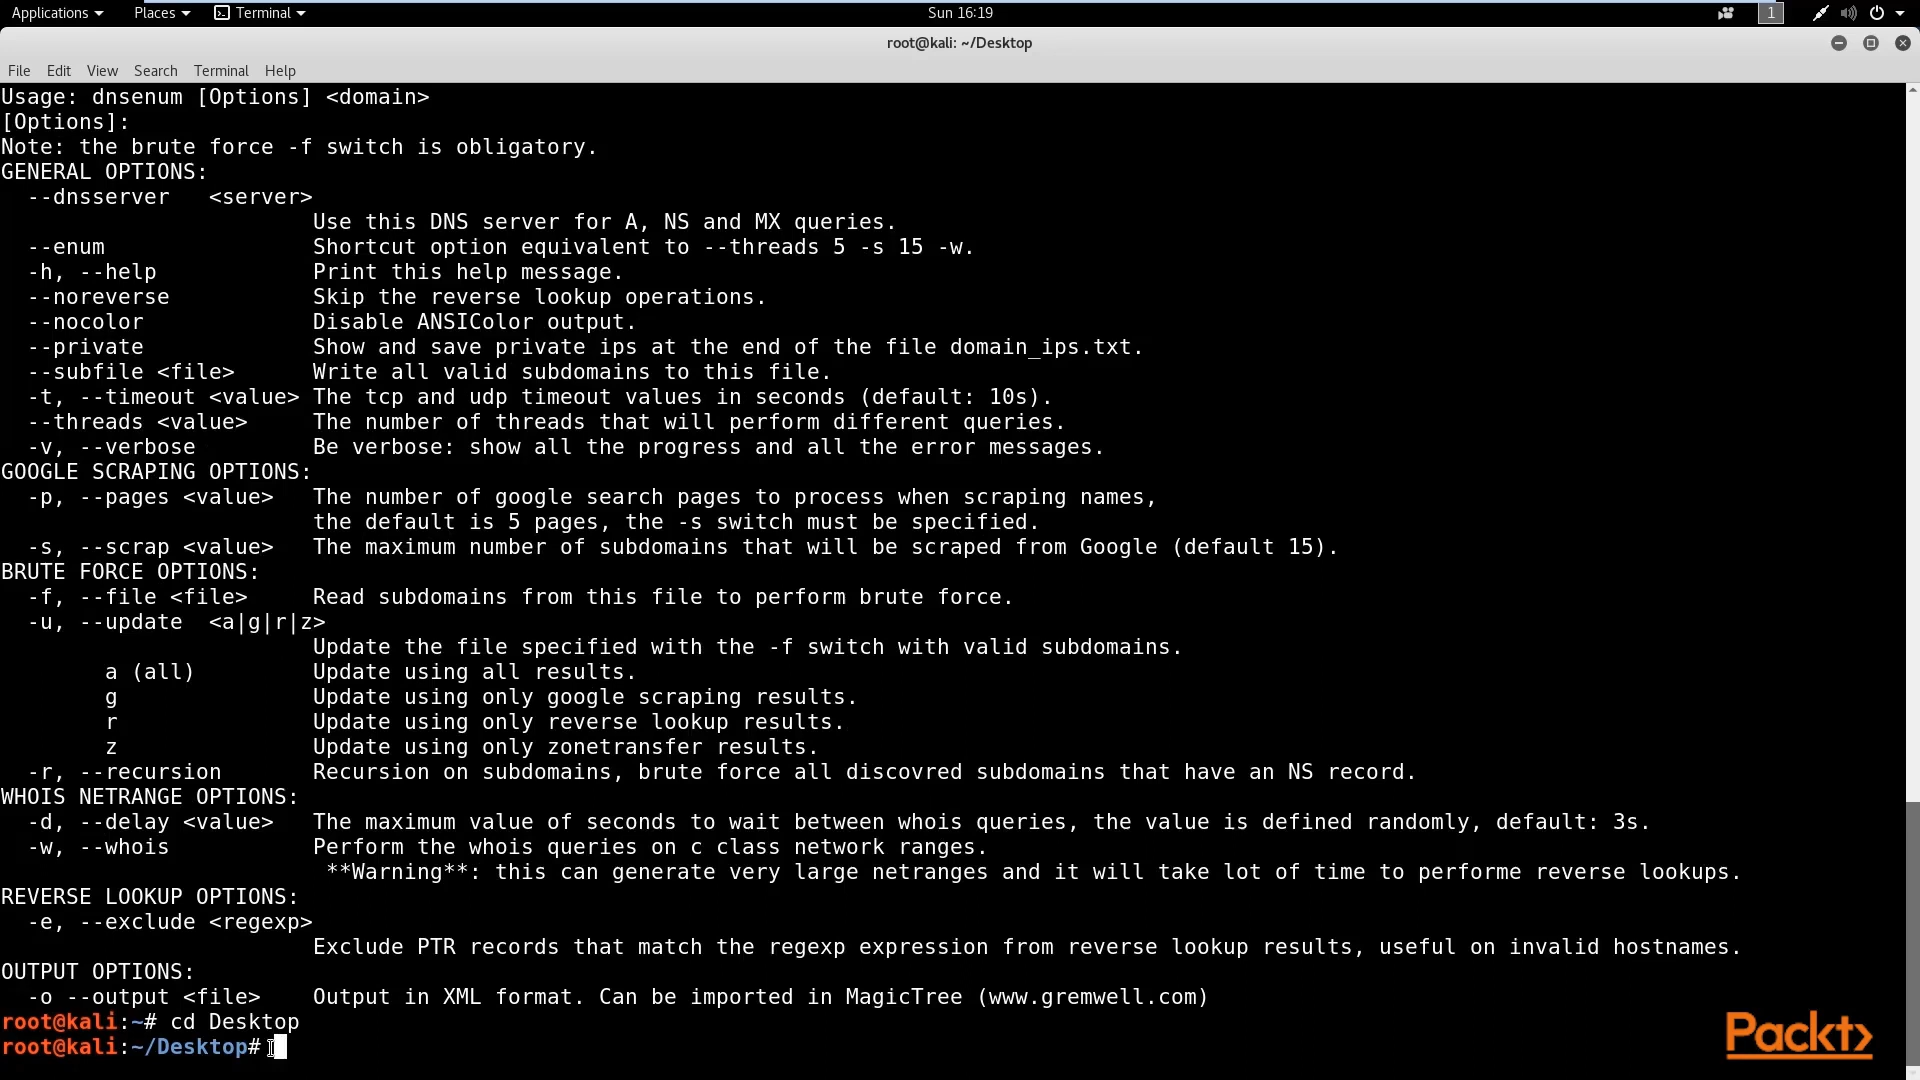 Applications Places Terminal Sun 16:19 1
root@kali: ~/Desktop
File Edit View Search Terminal Help
Usage: dnsenum [Options] <domain>
[Options]:
Note: the brute force -f switch is obligatory.
GENERAL OPTIONS:
  --dnsserver   <server>
                        Use this DNS server for A, NS and MX queries.
  --enum                Shortcut option equivalent to --threads 5 -s 15 -w.
  -h, --help            Print this help message.
  --noreverse           Skip the reverse lookup operations.
  --nocolor             Disable ANSIColor output.
  --private             Show and save private ips at the end of the file domain_ips.txt.
  --subfile <file>      Write all valid subdomains to this file.
  -t, --timeout <value> The tcp and udp timeout values in seconds (default: 10s).
  --threads <value>     The number of threads that will perform different queries.
  -v, --verbose         Be verbose: show all the progress and all the error messages.
GOOGLE SCRAPING OPTIONS:
  -p, --pages <value>   The number of google search pages to process when scraping names,
                        the default is 5 pages, the -s switch must be specified.
  -s, --scrap <value>   The maximum number of subdomains that will be scraped from Google (default 15).
BRUTE FORCE OPTIONS:
  -f, --file <file>     Read subdomains from this file to perform brute force.
  -u, --update  <a|g|r|z>
                        Update the file specified with the -f switch with valid subdomains.
        a (all)         Update using all results.
        g               Update using only google scraping results.
        r               Update using only reverse lookup results.
        z               Update using only zonetransfer results.
  -r, --recursion       Recursion on subdomains, brute force all discovred subdomains that have an NS record.
WHOIS NETRANGE OPTIONS:
  -d, --delay <value>   The maximum value of seconds to wait between whois queries, the value is defined randomly, default: 3s.
  -w, --whois           Perform the whois queries on c class network ranges.
                         **Warning**: this can generate very large netranges and it will take lot of time to performe reverse lookups.
REVERSE LOOKUP OPTIONS:
  -e, --exclude <regexp>
                        Exclude PTR records that match the regexp expression from reverse lookup results, useful on invalid hostnames.
OUTPUT OPTIONS:
  -o --output <file>    Output in XML format. Can be imported in MagicTree (www.gremwell.com)
root@kali:~# cd Desktop
root@kali:~/Desktop#
Packt>